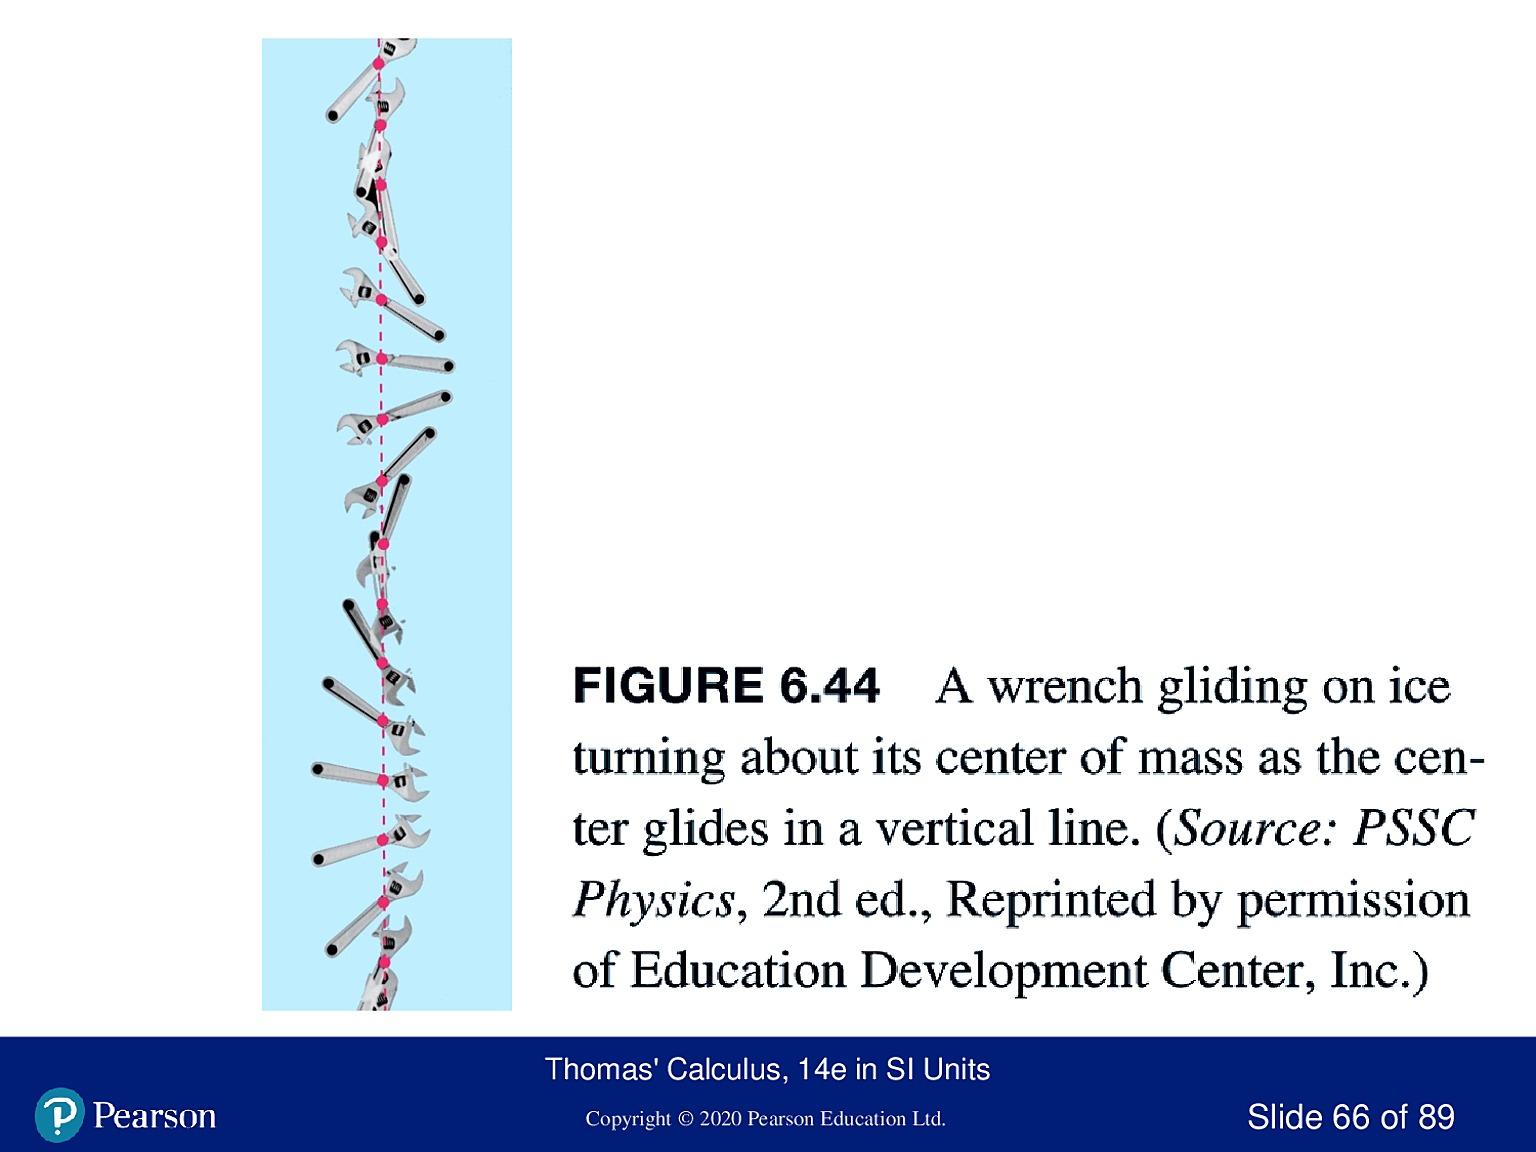 FIGURE 6.44 A wrench gliding on ice
turning about its center of mass as the cen-
ter glides in a vertical line. (Source: PSSC
Physics, 2nd ed., Reprinted by permission
of Education Development Center, Inc.)
Thomas' Calculus, 14e in SI Units
Pearson
Copyright © 2020 Pearson Education Ltd.
Slide 66 of 89